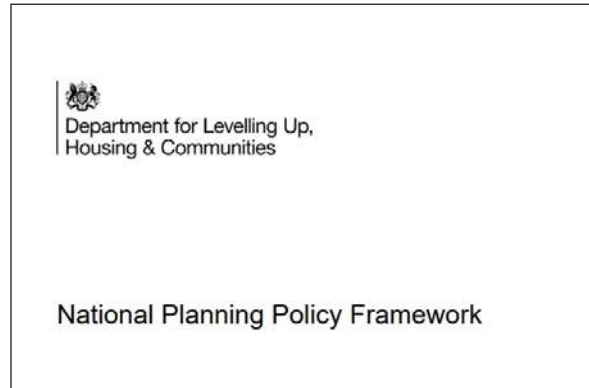 Department for Levelling Up,
Housing & Communities
National Planning Policy Framework